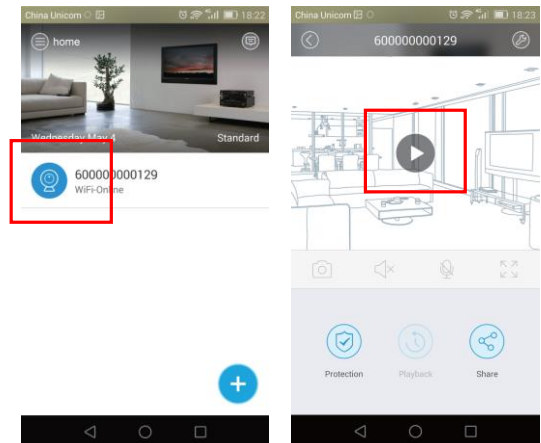 China Unicom 18:22
home
Wednesday May 4 Standard
600000000129
WiFi-Online
China Unicom 18:23
600000000129
Protection Playback Share